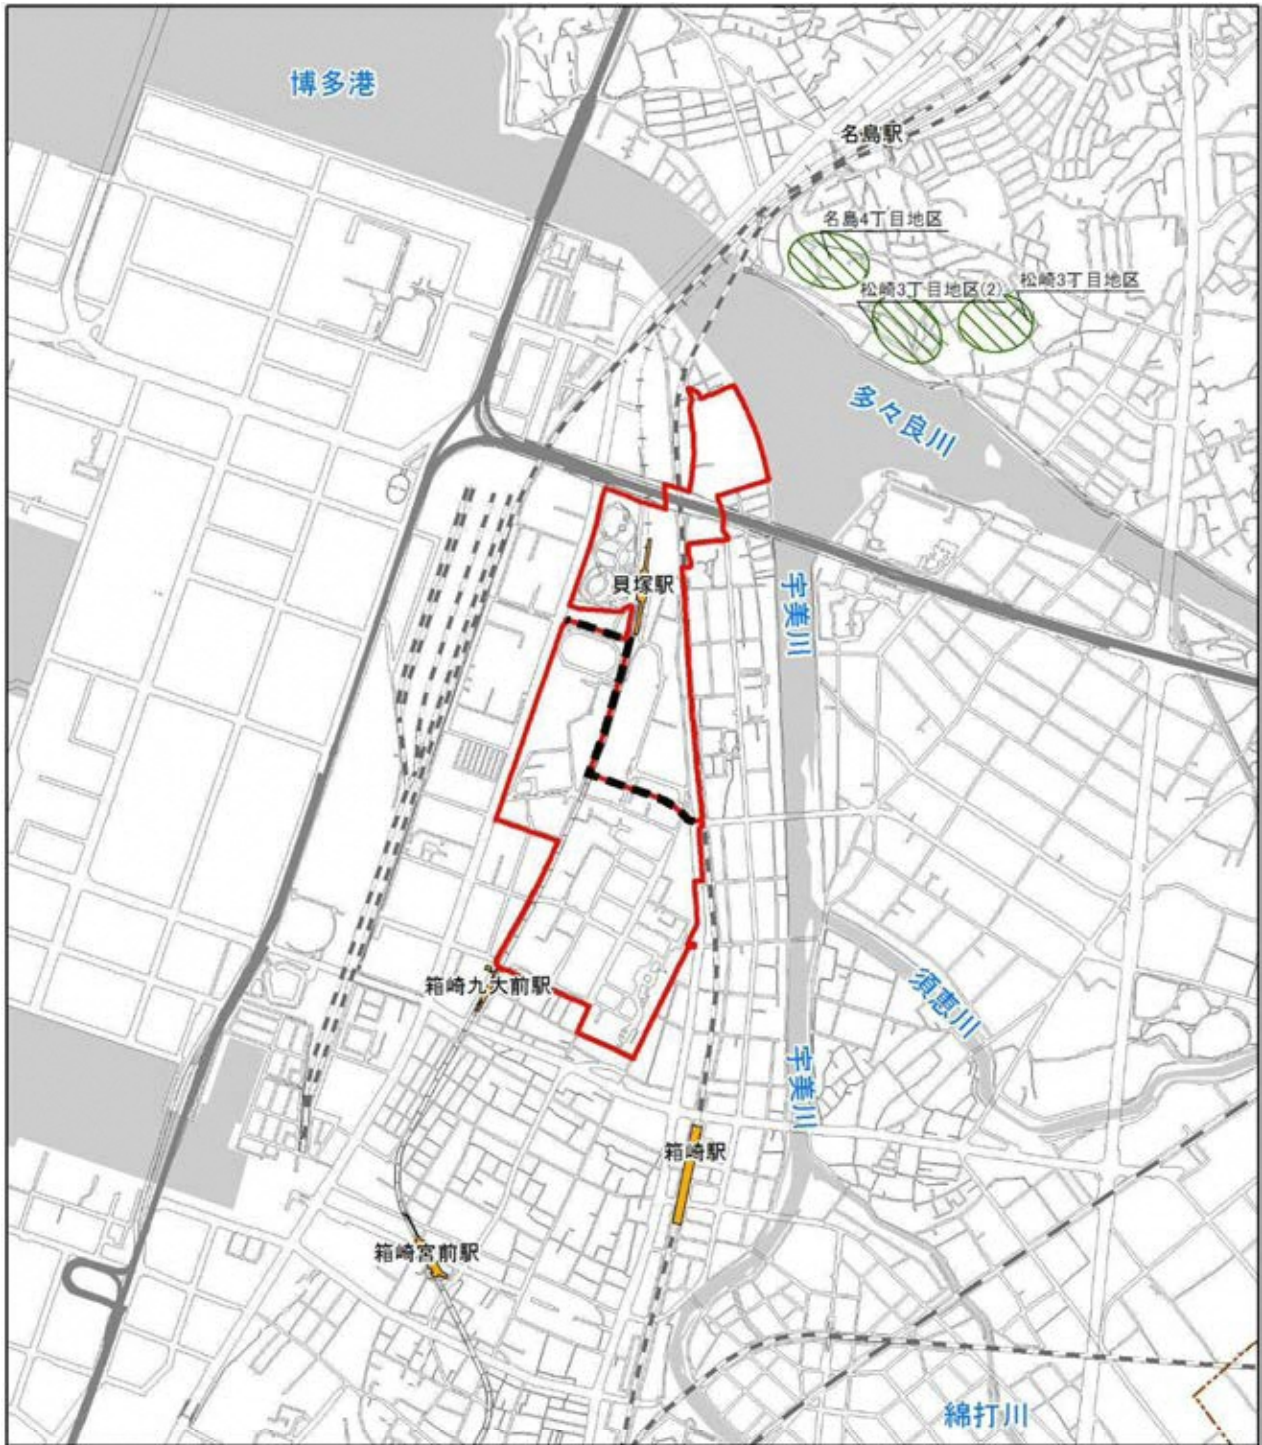 博多港
名島駅
名島4丁目地区
松崎3丁目地区(2)
松崎3丁目地区
多々良川
貝塚駅
宇美川
箱崎九大前駅
須恵川
宇美川
箱崎駅
箱崎宮前駅
綿打川